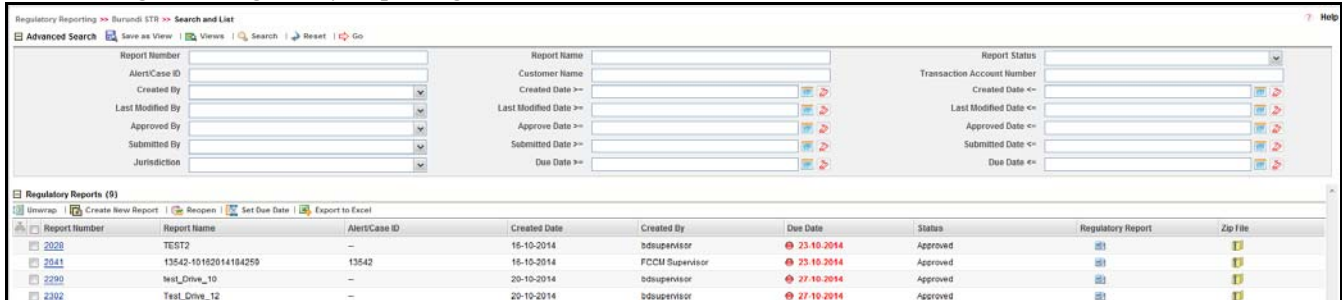 Regulatory Reporting >> Burundi STR >> Search and List ? Help
Advanced Search Save as View | Views | Search | Reset | Go
Report Number Report Name Report Status
Alert/Case ID Customer Name Transaction Account Number
Created By Created Date >= Created Date <=
Last Modified By Last Modified Date >= Last Modified Date <=
Approved By Approve Date >= Approved Date <=
Submitted By Submitted Date >= Submitted Date <=
Jurisdiction Due Date >= Due Date <=
Regulatory Reports (9)
Unwrap | Create New Report | Reopen | Set Due Date | Export to Excel
Report Number Report Name Alert/Case ID Created Date Created By Due Date Status Regulatory Report Zip File
2028 TEST2 -- 16-10-2014 bdsupervisor 23-10-2014 Approved
2041 13542-10162014184259 13542 16-10-2014 FCCM Supervisor 23-10-2014 Approved
2290 test_Drive_10 -- 20-10-2014 bdsupervisor 27-10-2014 Approved
2302 Test_Drive_12 -- 20-10-2014 bdsupervisor 27-10-2014 Approved